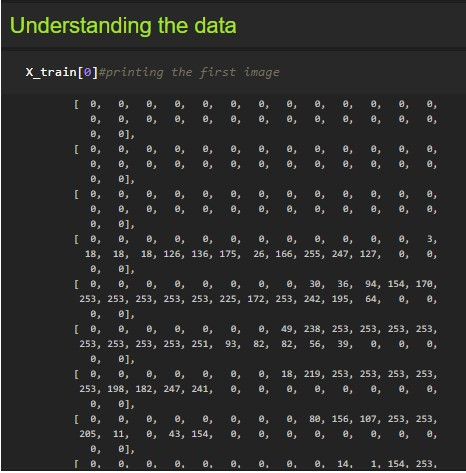 Understanding the data
X_train[0]#printing the first image
[ 0, 0, 0, 0, 0, 0, 0, 0, 0, 0, 0, 0, 0,
0, 0, 0, 0, 0, 0, 0, 0, 0, 0, 0, 0, 0,
0, 0],
[ 0, 0, 0, 0, 0, 0, 0, 0, 0, 0, 0, 0, 0,
0, 0, 0, 0, 0, 0, 0, 0, 0, 0, 0, 0, 0,
0, 0],
[ 0, 0, 0, 0, 0, 0, 0, 0, 0, 0, 0, 0, 0,
0, 0, 0, 0, 0, 0, 0, 0, 0, 0, 0, 0, 0,
0, 0],
[ 0, 0, 0, 0, 0, 0, 0, 0, 0, 0, 0, 0, 3,
18, 18, 18, 126, 136, 175, 26, 166, 255, 247, 127, 0, 0,
0, 0],
[ 0, 0, 0, 0, 0, 0, 0, 0, 30, 36, 94, 154, 170,
253, 253, 253, 253, 253, 225, 172, 253, 242, 195, 64, 0, 0,
0, 0],
[ 0, 0, 0, 0, 0, 0, 0, 49, 238, 253, 253, 253, 253,
253, 253, 253, 253, 251, 93, 82, 82, 56, 39, 0, 0, 0,
0, 0],
[ 0, 0, 0, 0, 0, 0, 0, 18, 219, 253, 253, 253, 253,
253, 198, 182, 247, 241, 0, 0, 0, 0, 0, 0, 0, 0,
0, 0],
[ 0, 0, 0, 0, 0, 0, 0, 0, 80, 156, 107, 253, 253,
205, 11, 0, 43, 154, 0, 0, 0, 0, 0, 0, 0, 0,
0, 0],
[ 0, 0, 0, 0, 0, 0, 0, 0, 0, 14, 1, 154, 253,